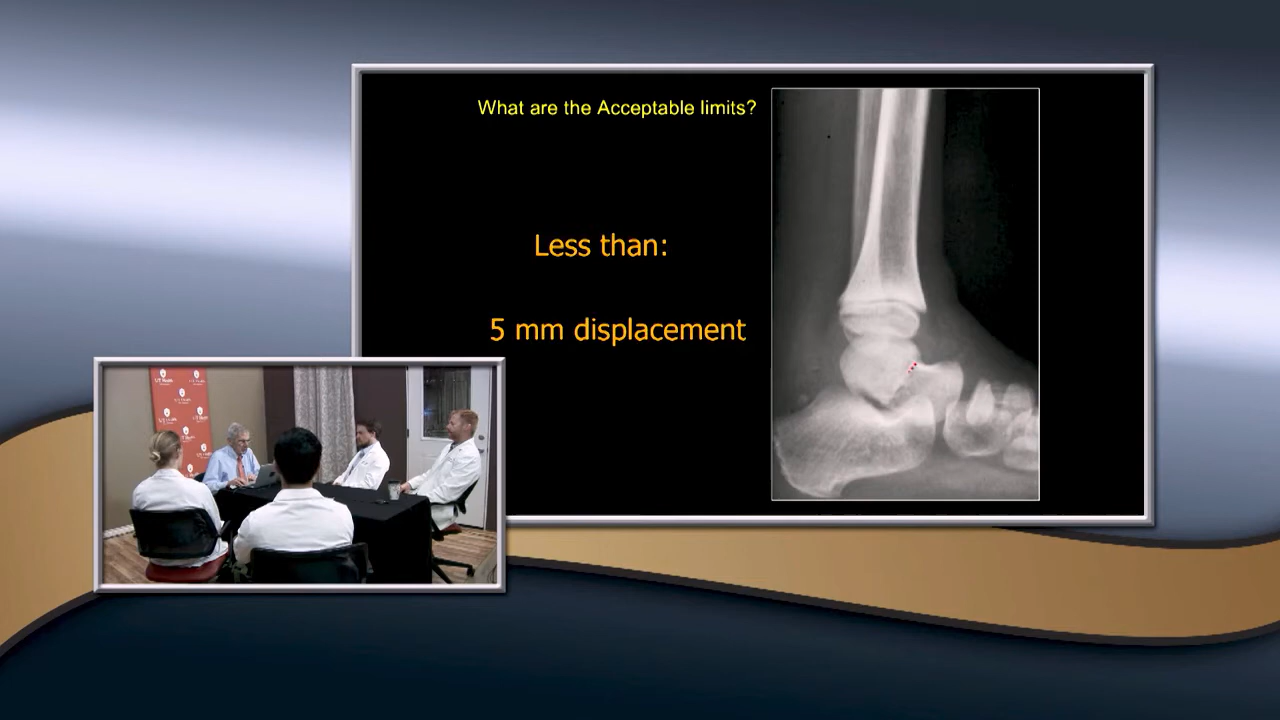 What are the Acceptable limits?
Less than:
5 mm displacement